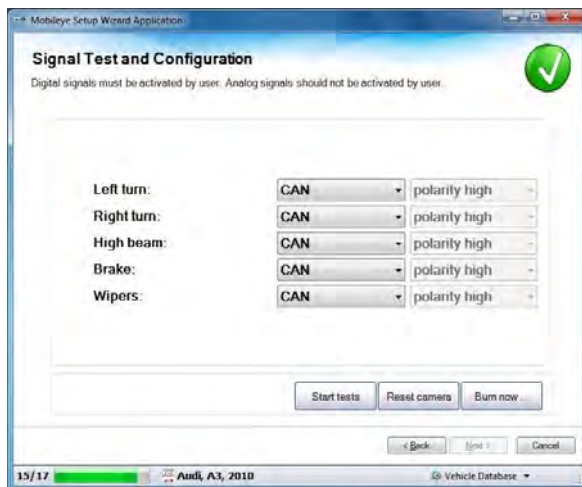 Mobileye Setup Wizard Application
Signal Test and Configuration
Digital signals must be activated by user. Analog signals should not be activated by user.
Left turn: CAN polarity high
Right turn: CAN polarity high
High beam: CAN polarity high
Brake: CAN polarity high
Wipers: CAN polarity high
Start tests Reset camera Burn now ...
< Back Next > Cancel
15/17 Audi, A3, 2010 Vehicle Database